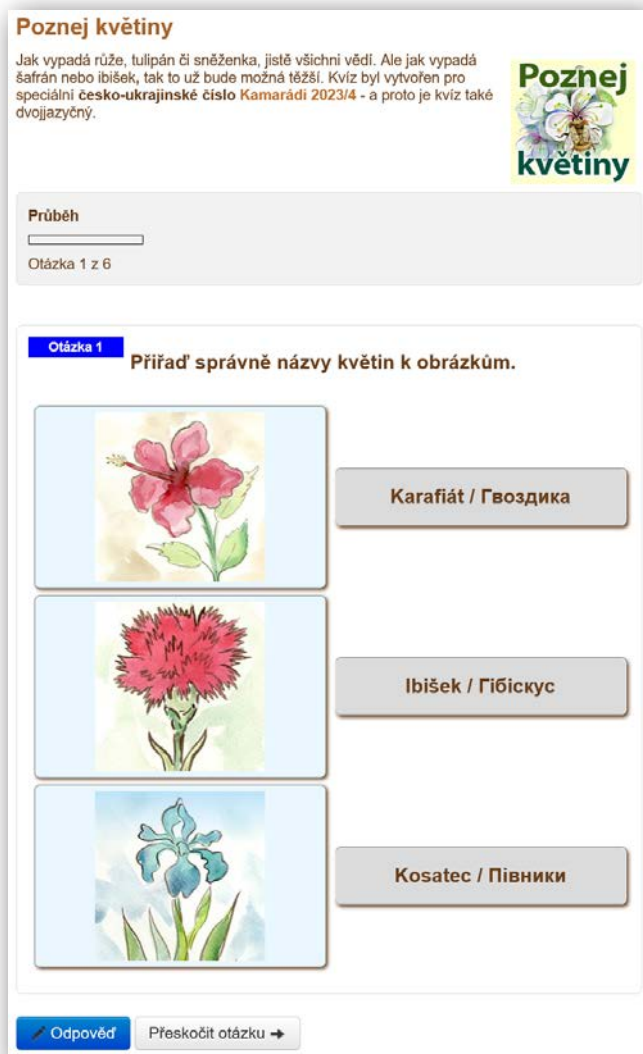 Poznej květiny
Jak vypadá růže, tulipán či sněženka, jistě všichni vědí. Ale jak vypadá
šafrán nebo ibišek, tak to už bude možná těžší. Kvíz byl vytvořen pro
speciální česko-ukrajinské číslo Kamarádi 2023/4 - a proto je kvíz také
dvojjazyčný.
Poznej
květiny
Průběh
Otázka 1 z 6
Otázka 1
Přiřaď správně názvy květin k obrázkům.
Karafiát / Гвоздика
Ibišek / Гібіскус
Kosatec / Півники
Odpověď
Přeskočit otázku ➔